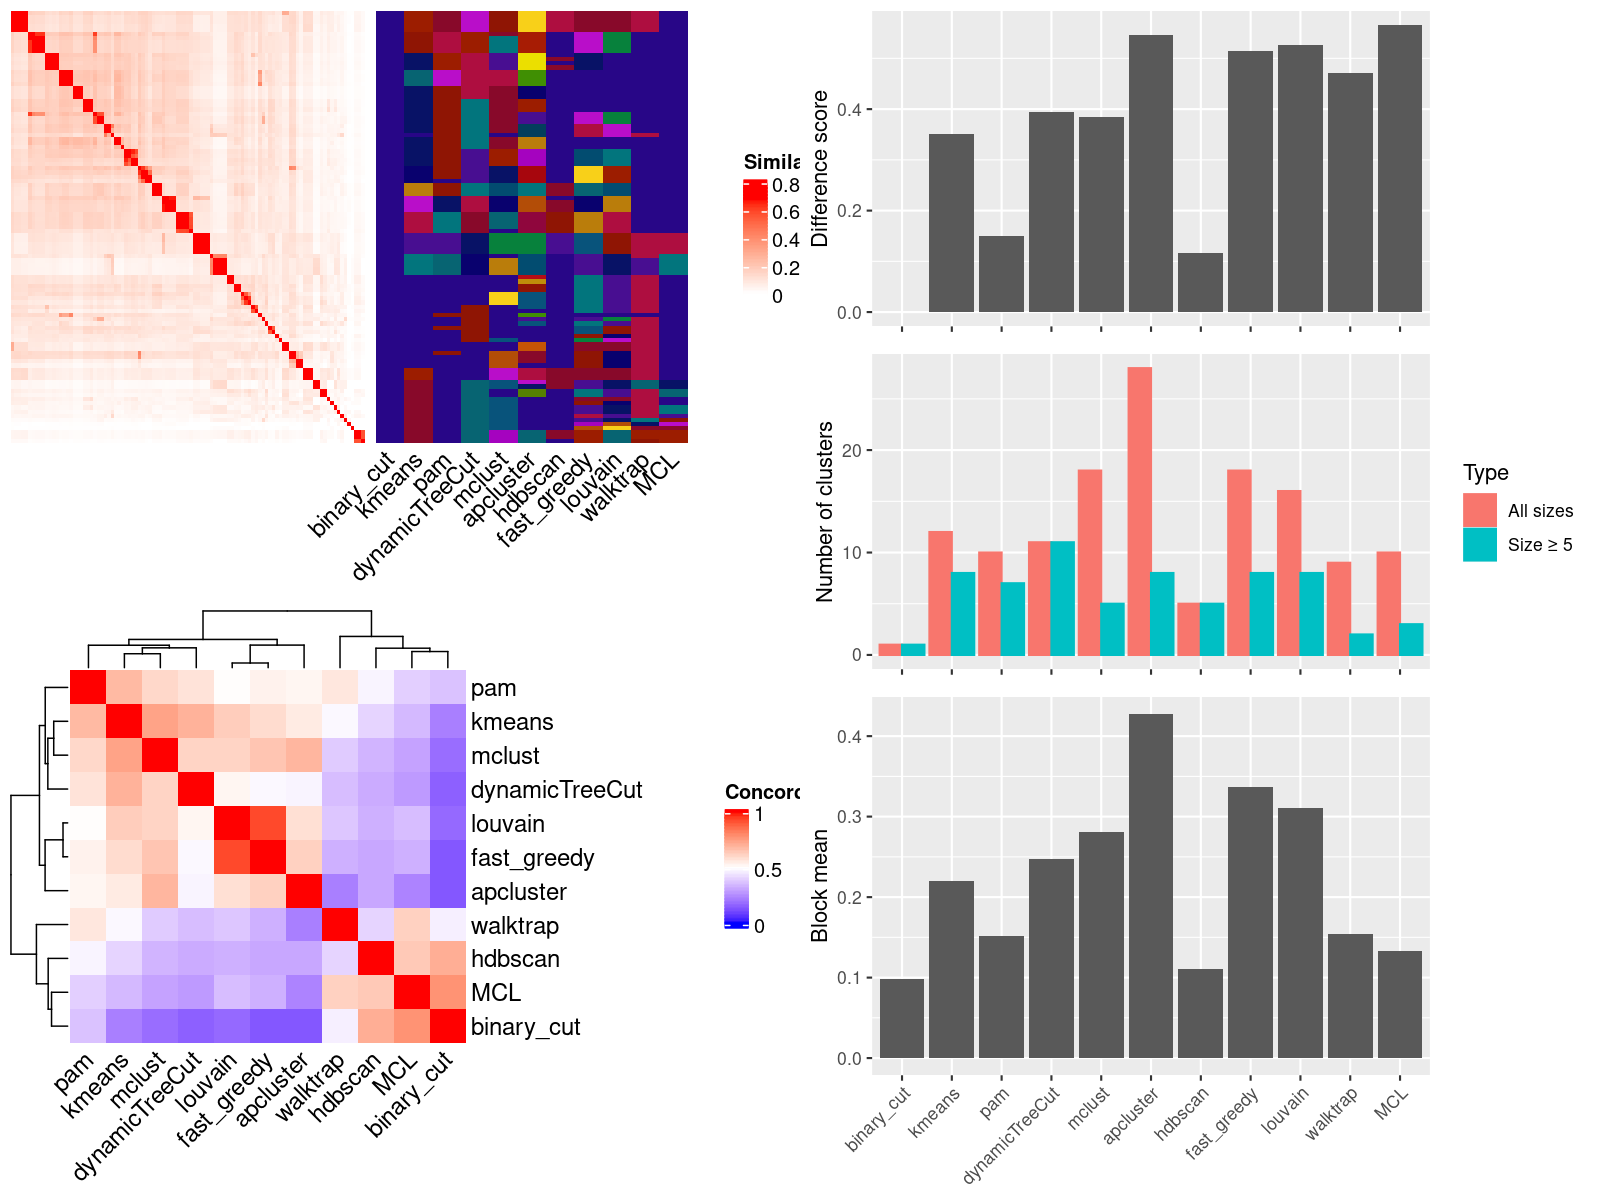 Simila
0.8
0.6
0.4
0.2
0
binary_cut
kmeans
pam
dynamicTreeCut
mclust
apcluster
hdbscan
fast_greedy
louvain
walktrap
MCL
pam
kmeans
mclust
dynamicTreeCut
louvain
fast_greedy
apcluster
walktrap
hdbscan
MCL
binary_cut
Concord
1
0.5
0
pam
kmeans
mclust
dynamicTreeCut
louvain
fast_greedy
apcluster
walktrap
hdbscan
MCL
binary_cut
Difference score
0.4
0.2
0.0
Number of clusters
20
10
0
Type
All sizes
Size ≥ 5
Block mean
0.4
0.3
0.2
0.1
0.0
binary_cut
kmeans
pam
dynamicTreeCut
mclust
apcluster
hdbscan
fast_greedy
louvain
walktrap
MCL